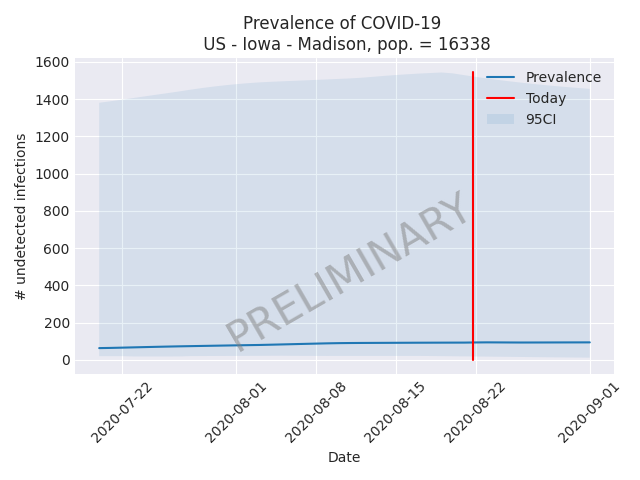 Prevalence of COVID-19
US - Iowa - Madison, pop. = 16338
# undetected infections
1600
1400
1200
1000
800
600
400
200
0
Prevalence
Today
95CI
PRELIMINARY
2020-07-22
2020-08-01
2020-08-08
2020-08-15
2020-08-22
2020-09-01
Date